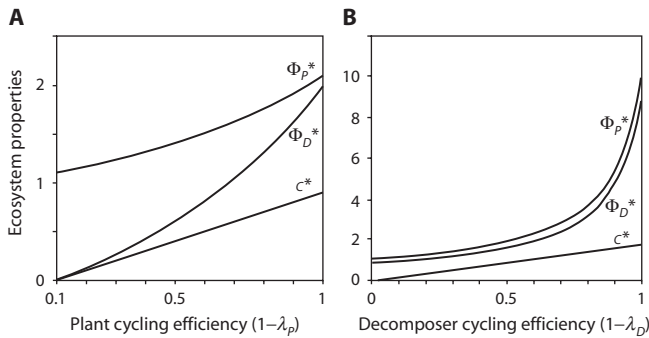 A
B
Ecosystem properties
2
1
0
Φ_P*
Φ_D*
c*
0.1
0.5
1
Plant cycling efficiency (1−λ_P)
10
8
6
4
2
0
Φ_P*
Φ_D*
c*
0
0.5
1
Decomposer cycling efficiency (1−λ_D)